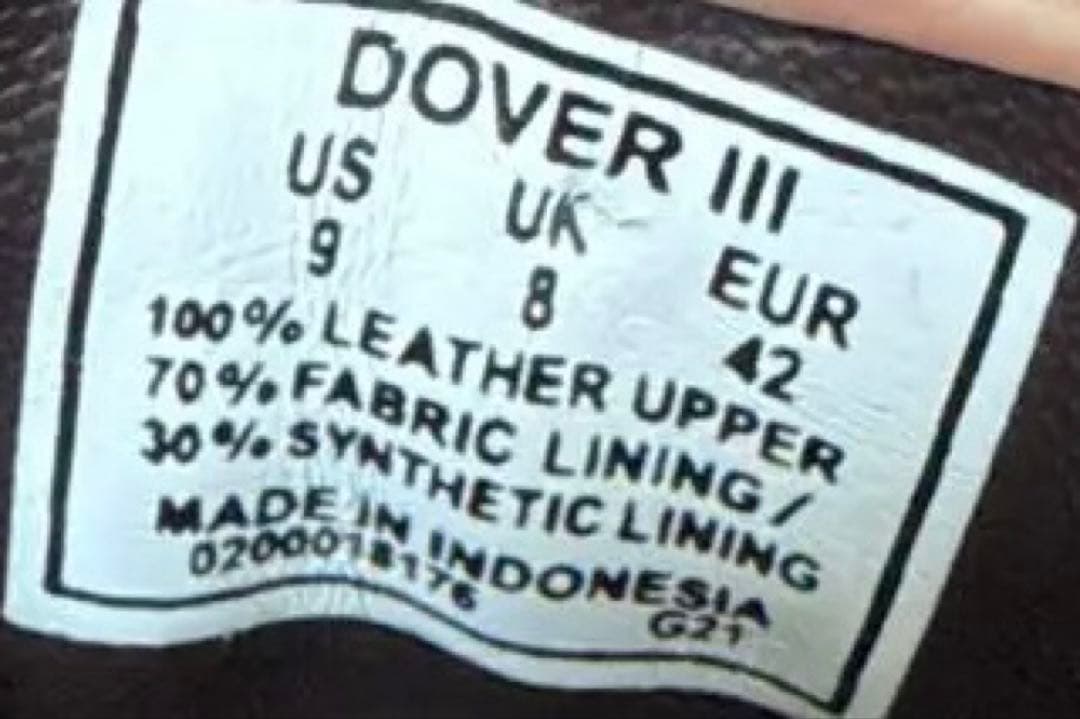 DOVER III
US UK EUR
9 8 42
100% LEATHER UPPER
70% FABRIC LINING /
30% SYNTHETIC LINING
MADE IN INDONESIA
0200018176 G21